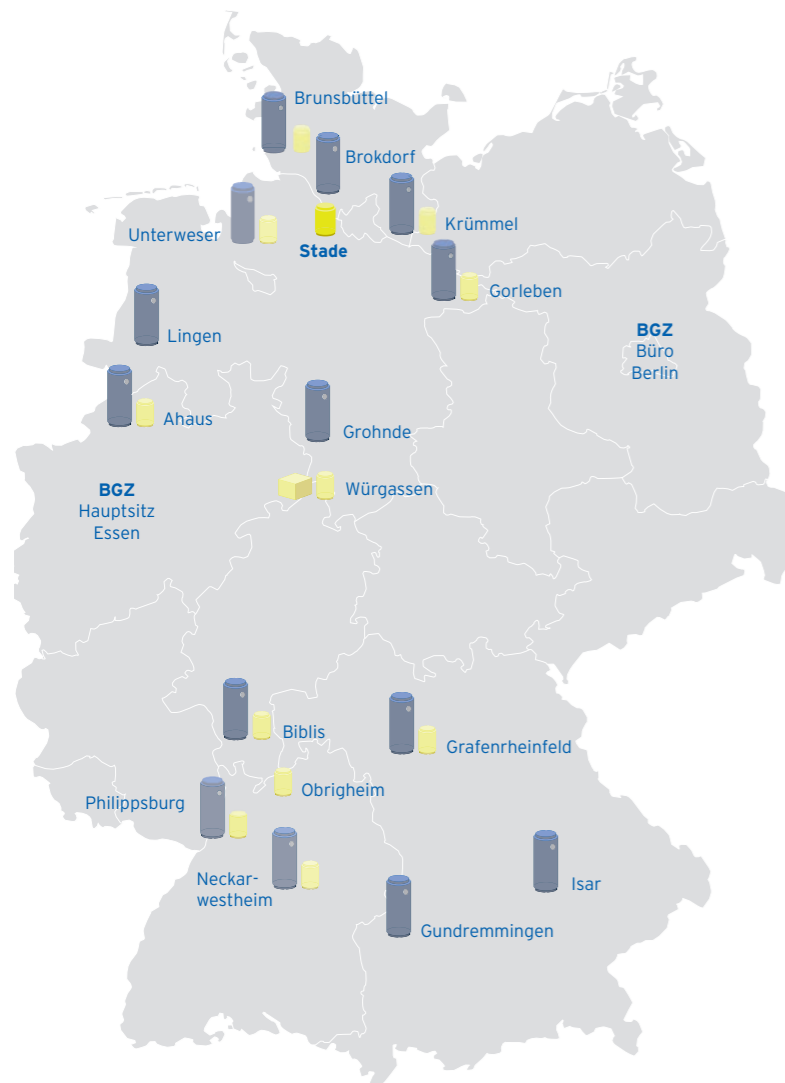 Brunsbüttel
Brokdorf
Krümmel
Unterweser
Stade
Gorleben
Lingen
BGZ
Büro
Berlin
Ahaus
Grohnde
BGZ
Hauptsitz
Essen
Würgassen
Biblis
Grafenrheinfeld
Obrigheim
Philippsburg
Neckar-
westheim
Isar
Gundremmingen